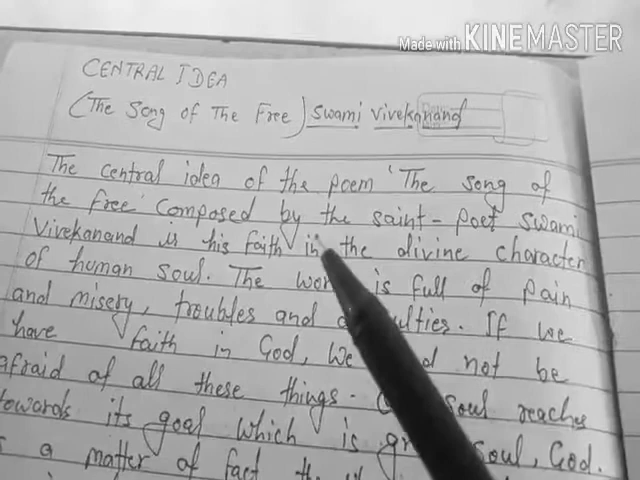 Made with KINEMASTER
CENTRAL IDEA
(The Song of The Free) Swami Vivekanand
The central idea of the poem 'The song of
the free' composed by the saint-poet Swami
Vivekanand is his faith in the divine character
of human soul. The is full of pain
and misery, troubles and If we
have faith in God, we not be
afraid of all these things. soul reaches
towards its goal which is soul, God.
a matter of fact the